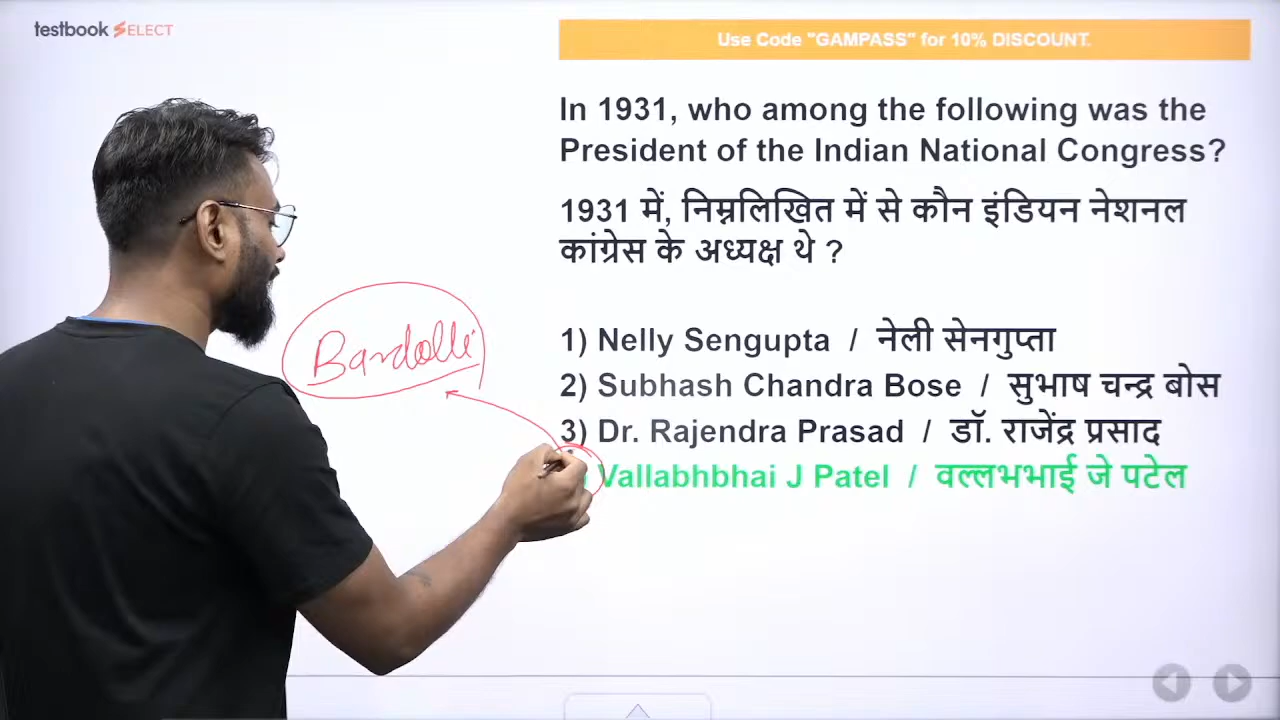 testbook SELECT
Use Code "GAMPASS" for 10% DISCOUNT.
In 1931, who among the following was the
President of the Indian National Congress?
1931 में, निम्नलिखित में से कौन इंडियन नेशनल
कांग्रेस के अध्यक्ष थे ?
Bardolli
1) Nelly Sengupta / नेली सेनगुप्ता
2) Subhash Chandra Bose / सुभाष चन्द्र बोस
3) Dr. Rajendra Prasad / डॉ. राजेंद्र प्रसाद
Vallabhbhai J Patel / वल्लभभाई जे पटेल